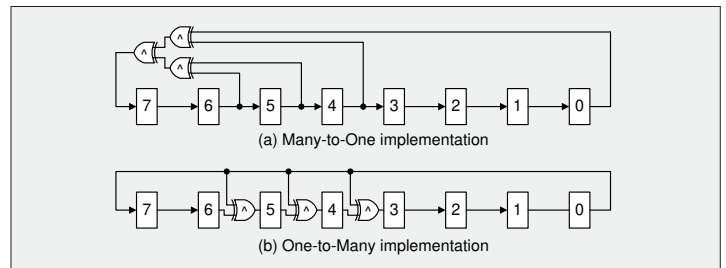 ^
^
^
7 6 5 4 3 2 1 0
(a) Many-to-One implementation
7 6 ^ 5 ^ 4 ^ 3 2 1 0
(b) One-to-Many implementation